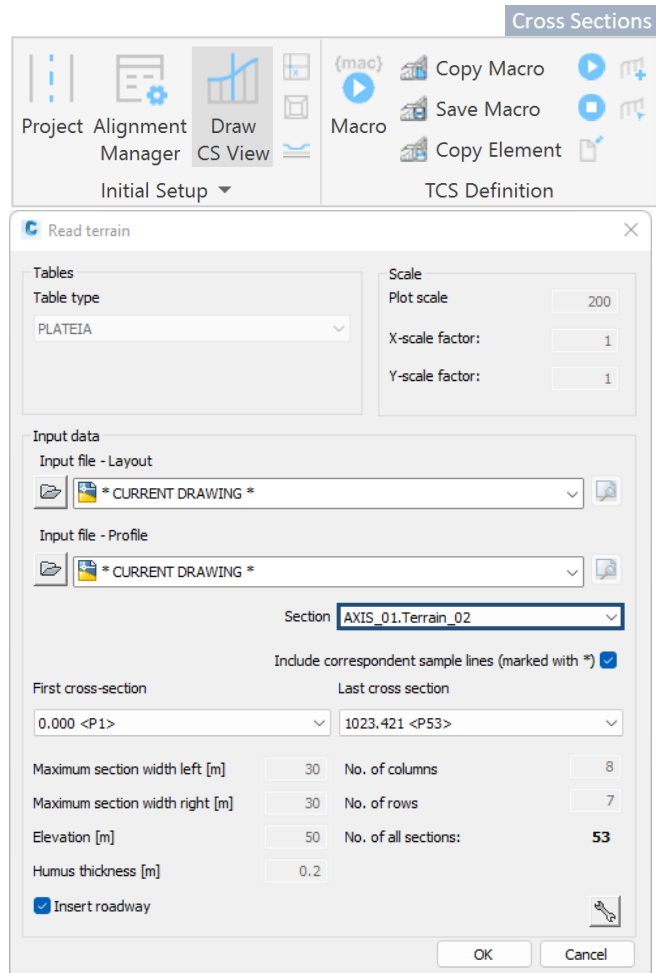 Cross Sections
{mac}
Copy Macro
Save Macro
Copy Element
Project
Alignment
Manager
Draw
CS View
Macro
Initial Setup
TCS Definition
C Read terrain
Tables
Table type
PLATEIA
Scale
Plot scale 200
X-scale factor: 1
Y-scale factor: 1
Input data
Input file - Layout
* CURRENT DRAWING *
Input file - Profile
* CURRENT DRAWING *
Section AXIS_01.Terrain_02
Include correspondent sample lines (marked with *)
First cross-section Last cross section
0.000 <P1> 1023.421 <P53>
Maximum section width left [m] 30 No. of columns 8
Maximum section width right [m] 30 No. of rows 7
Elevation [m] 50 No. of all sections: 53
Humus thickness [m] 0.2
Insert roadway
OK Cancel